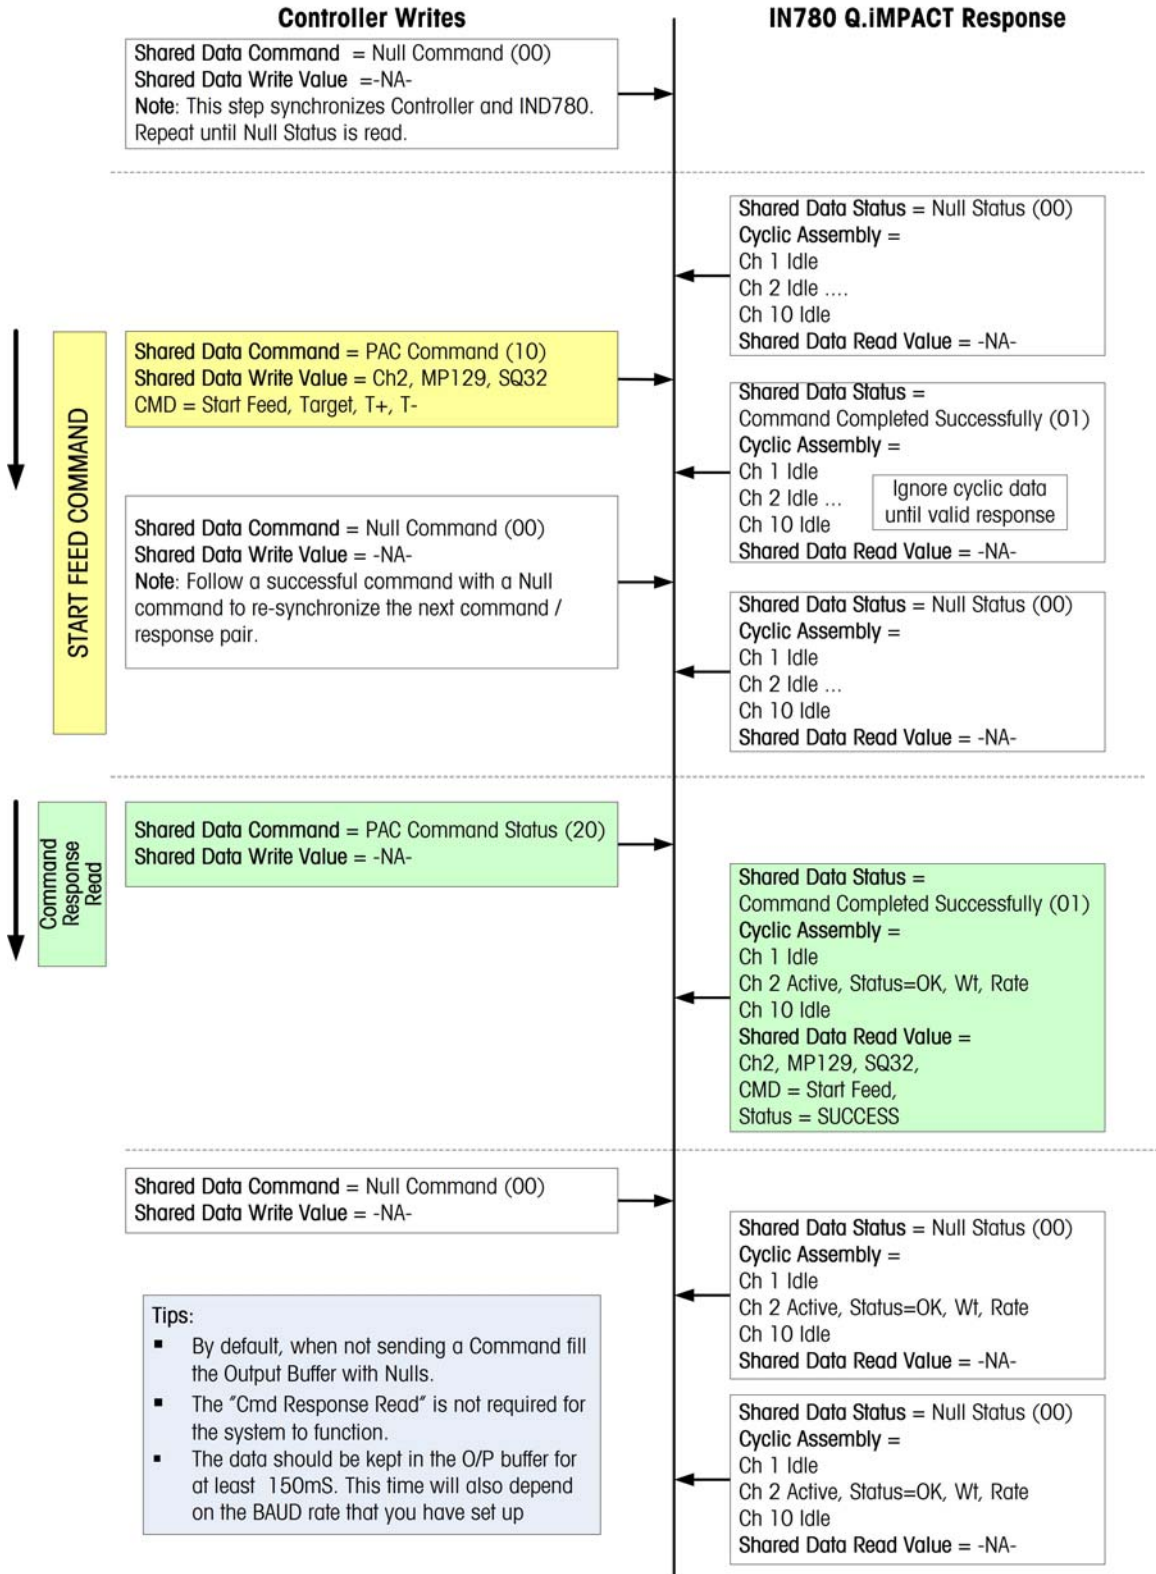 Controller Writes
IN780 Q.iMPACT Response
Shared Data Command = Null Command (00)
Shared Data Write Value =-NA-
Note: This step synchronizes Controller and IND780.
Repeat until Null Status is read.
Shared Data Status = Null Status (00)
Cyclic Assembly =
Ch 1 Idle
Ch 2 Idle ....
Ch 10 Idle
Shared Data Read Value = -NA-
START FEED COMMAND
Shared Data Command = PAC Command (10)
Shared Data Write Value = Ch2, MP129, SQ32
CMD = Start Feed, Target, T+, T-
Shared Data Status =
Command Completed Successfully (01)
Cyclic Assembly =
Ch 1 Idle
Ch 2 Idle ...
Ch 10 Idle
Shared Data Read Value = -NA-
Ignore cyclic data
until valid response
Shared Data Command = Null Command (00)
Shared Data Write Value = -NA-
Note: Follow a successful command with a Null
command to re-synchronize the next command /
response pair.
Shared Data Status = Null Status (00)
Cyclic Assembly =
Ch 1 Idle
Ch 2 Idle ...
Ch 10 Idle
Shared Data Read Value = -NA-
Command
Response
Read
Shared Data Command = PAC Command Status (20)
Shared Data Write Value = -NA-
Shared Data Status =
Command Completed Successfully (01)
Cyclic Assembly =
Ch 1 Idle
Ch 2 Active, Status=OK, Wt, Rate
Ch 10 Idle
Shared Data Read Value =
Ch2, MP129, SQ32,
CMD = Start Feed,
Status = SUCCESS
Shared Data Command = Null Command (00)
Shared Data Write Value = -NA-
Shared Data Status = Null Status (00)
Cyclic Assembly =
Ch 1 Idle
Ch 2 Active, Status=OK, Wt, Rate
Ch 10 Idle
Shared Data Read Value = -NA-
Tips:
▪ By default, when not sending a Command fill
the Output Buffer with Nulls.
▪ The "Cmd Response Read" is not required for
the system to function.
▪ The data should be kept in the O/P buffer for
at least 150mS. This time will also depend
on the BAUD rate that you have set up
Shared Data Status = Null Status (00)
Cyclic Assembly =
Ch 1 Idle
Ch 2 Active, Status=OK, Wt, Rate
Ch 10 Idle
Shared Data Read Value = -NA-